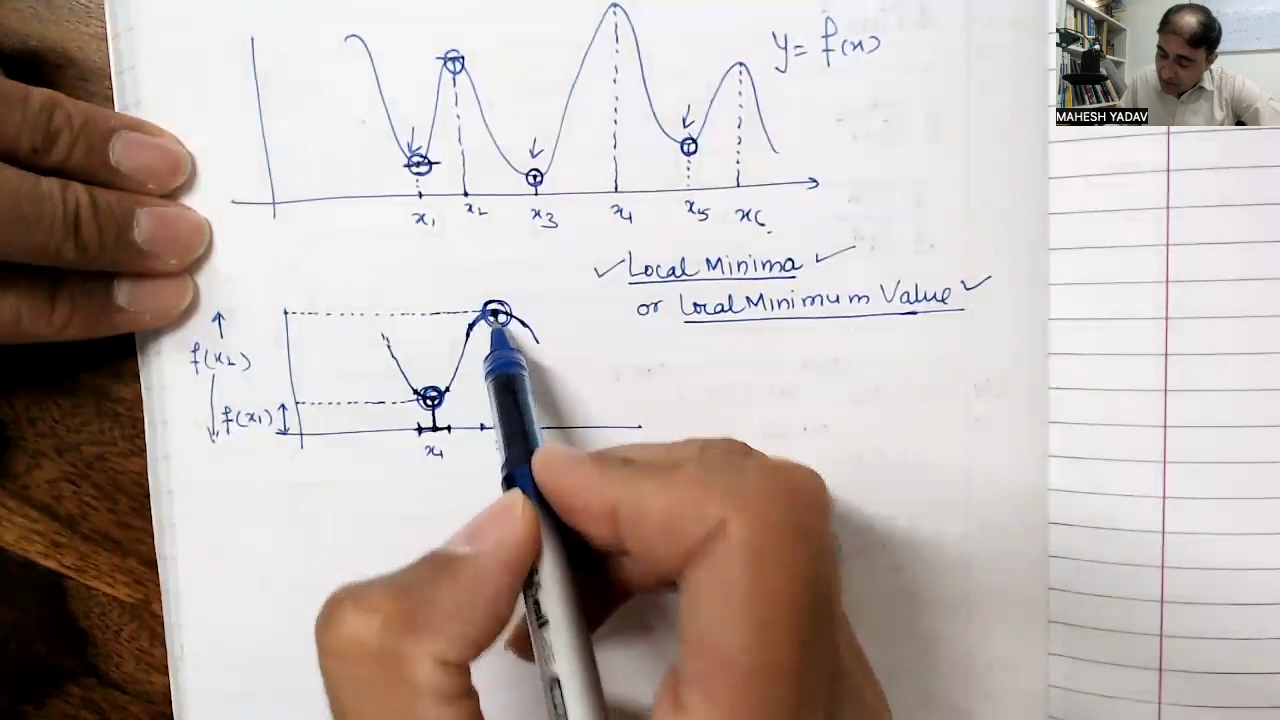 MAHESH YADAV
y = f(x)
x₁ x₂ x₃ x₄ x₅ x₆
✓ Local Minima ✓
or Local Minimum Value ✓
f(x₂)
f(x₁)
x₁